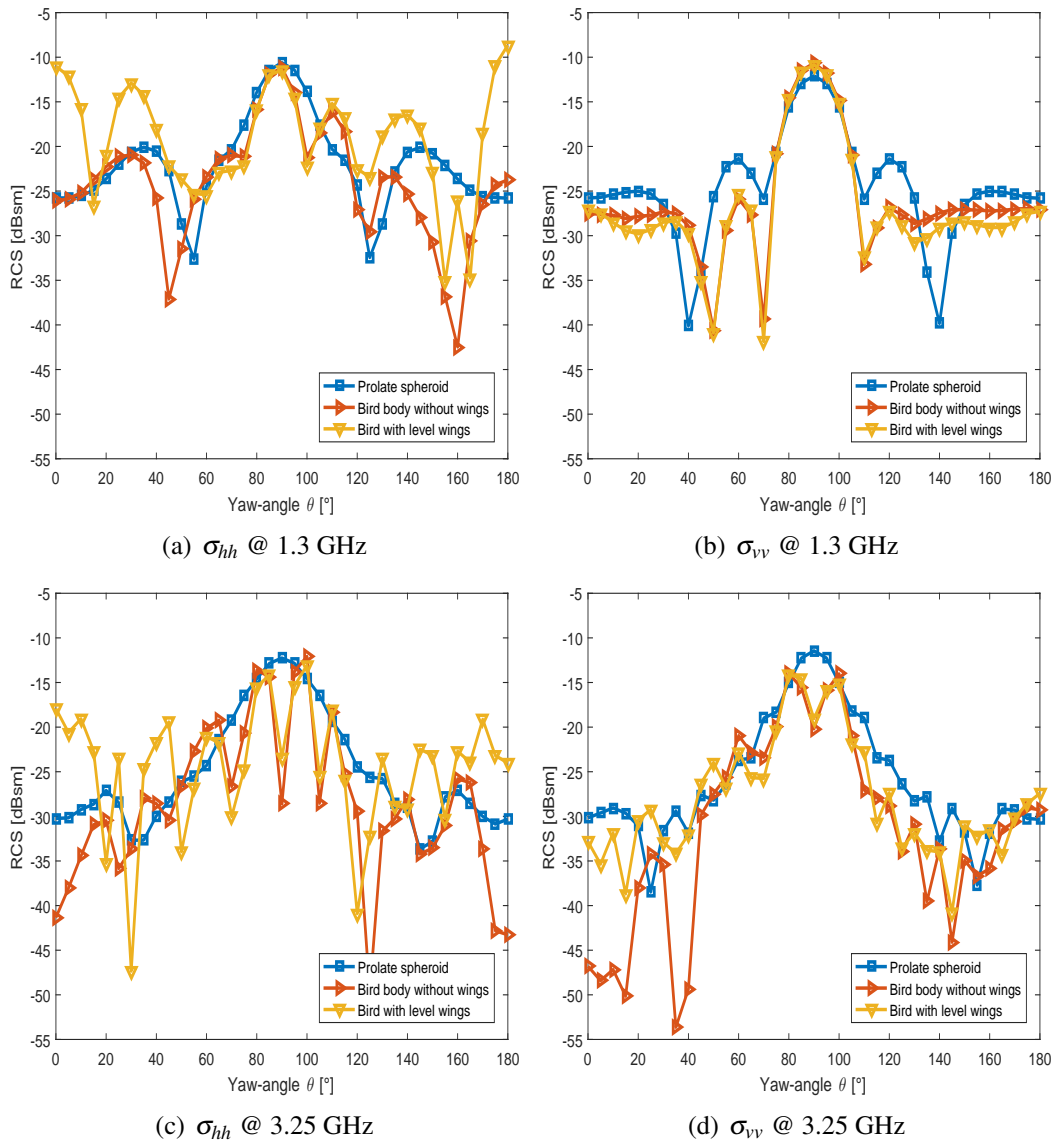 -5
-10
-15
-20
-25
-30
-35
-40
-45
-50
-55
RCS [dBsm]
0 20 40 60 80 100 120 140 160 180
Yaw-angle θ [°]
Prolate spheroid
Bird body without wings
Bird with level wings
(a) σhh @ 1.3 GHz
-5
-10
-15
-20
-25
-30
-35
-40
-45
-50
-55
RCS [dBsm]
0 20 40 60 80 100 120 140 160 180
Yaw-angle θ [°]
Prolate spheroid
Bird body without wings
Bird with level wings
(b) σvv @ 1.3 GHz
-5
-10
-15
-20
-25
-30
-35
-40
-45
-50
-55
RCS [dBsm]
0 20 40 60 80 100 120 140 160 180
Yaw-angle θ [°]
Prolate spheroid
Bird body without wings
Bird with level wings
(c) σhh @ 3.25 GHz
-5
-10
-15
-20
-25
-30
-35
-40
-45
-50
-55
RCS [dBsm]
0 20 40 60 80 100 120 140 160 180
Yaw-angle θ [°]
Prolate spheroid
Bird body without wings
Bird with level wings
(d) σvv @ 3.25 GHz